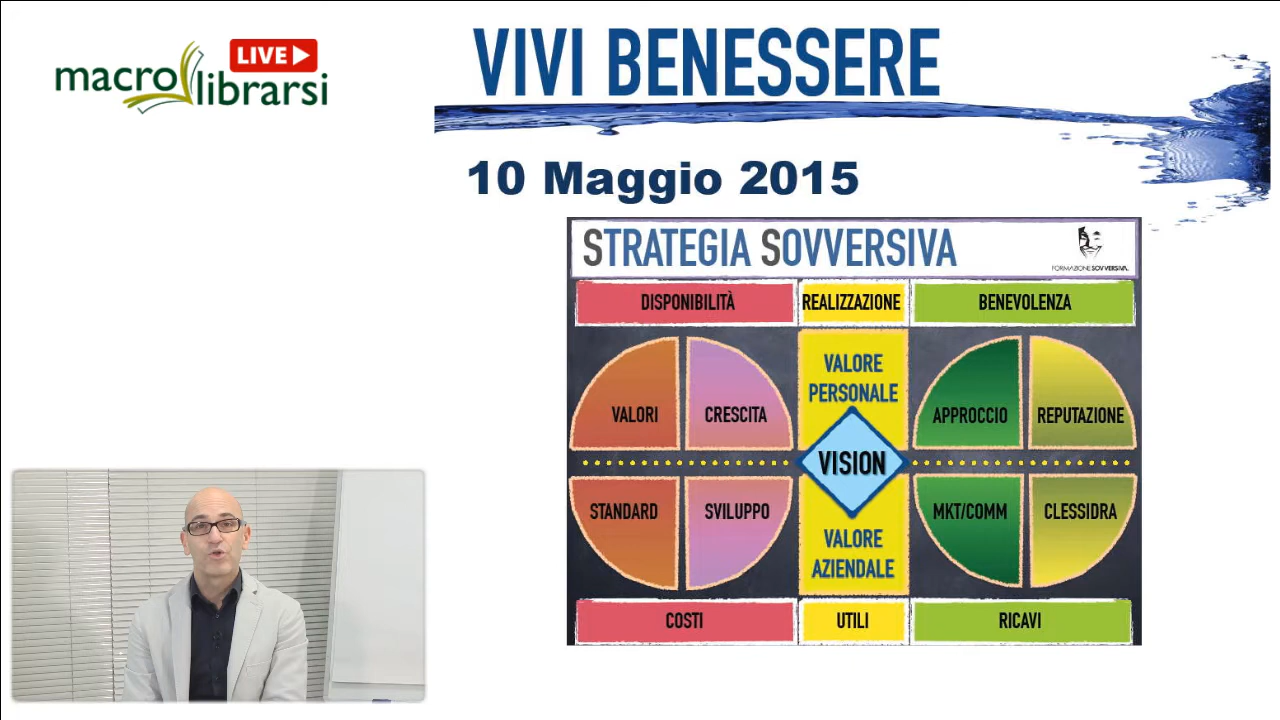 macro
librarsi
LIVE
VIVI BENESSERE
10 Maggio 2015
STRATEGIA SOVVERSIVA
FORMAZIONESOVVERSIVA
DISPONIBILITÀ
REALIZZAZIONE
BENEVOLENZA
VALORE
PERSONALE
VALORI
CRESCITA
APPROCCIO
REPUTAZIONE
VISION
STANDARD
SVILUPPO
MKT/COMM
CLESSIDRA
VALORE
AZIENDALE
COSTI
UTILI
RICAVI